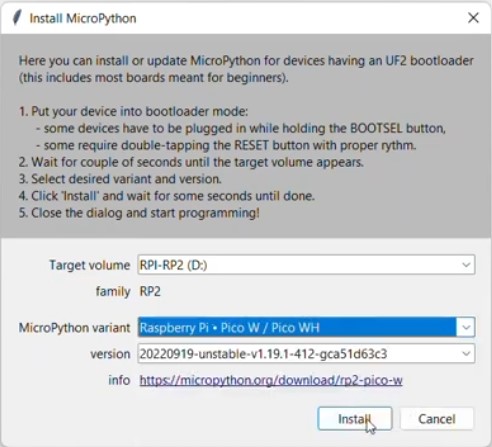 Install MicroPython
Here you can install or update MicroPython for devices having an UF2 bootloader
(this includes most boards meant for beginners).
1. Put your device into bootloader mode:
- some devices have to be plugged in while holding the BOOTSEL button,
- some require double-tapping the RESET button with proper rythm.
2. Wait for couple of seconds until the target volume appears.
3. Select desired variant and version.
4. Click 'Install' and wait for some seconds until done.
5. Close the dialog and start programming!
Target volume RPI-RP2 (D:)
family RP2
MicroPython variant Raspberry Pi • Pico W / Pico WH
version 20220919-unstable-v1.19.1-412-gca51d63c3
info https://micropython.org/download/rp2-pico-w
Install Cancel